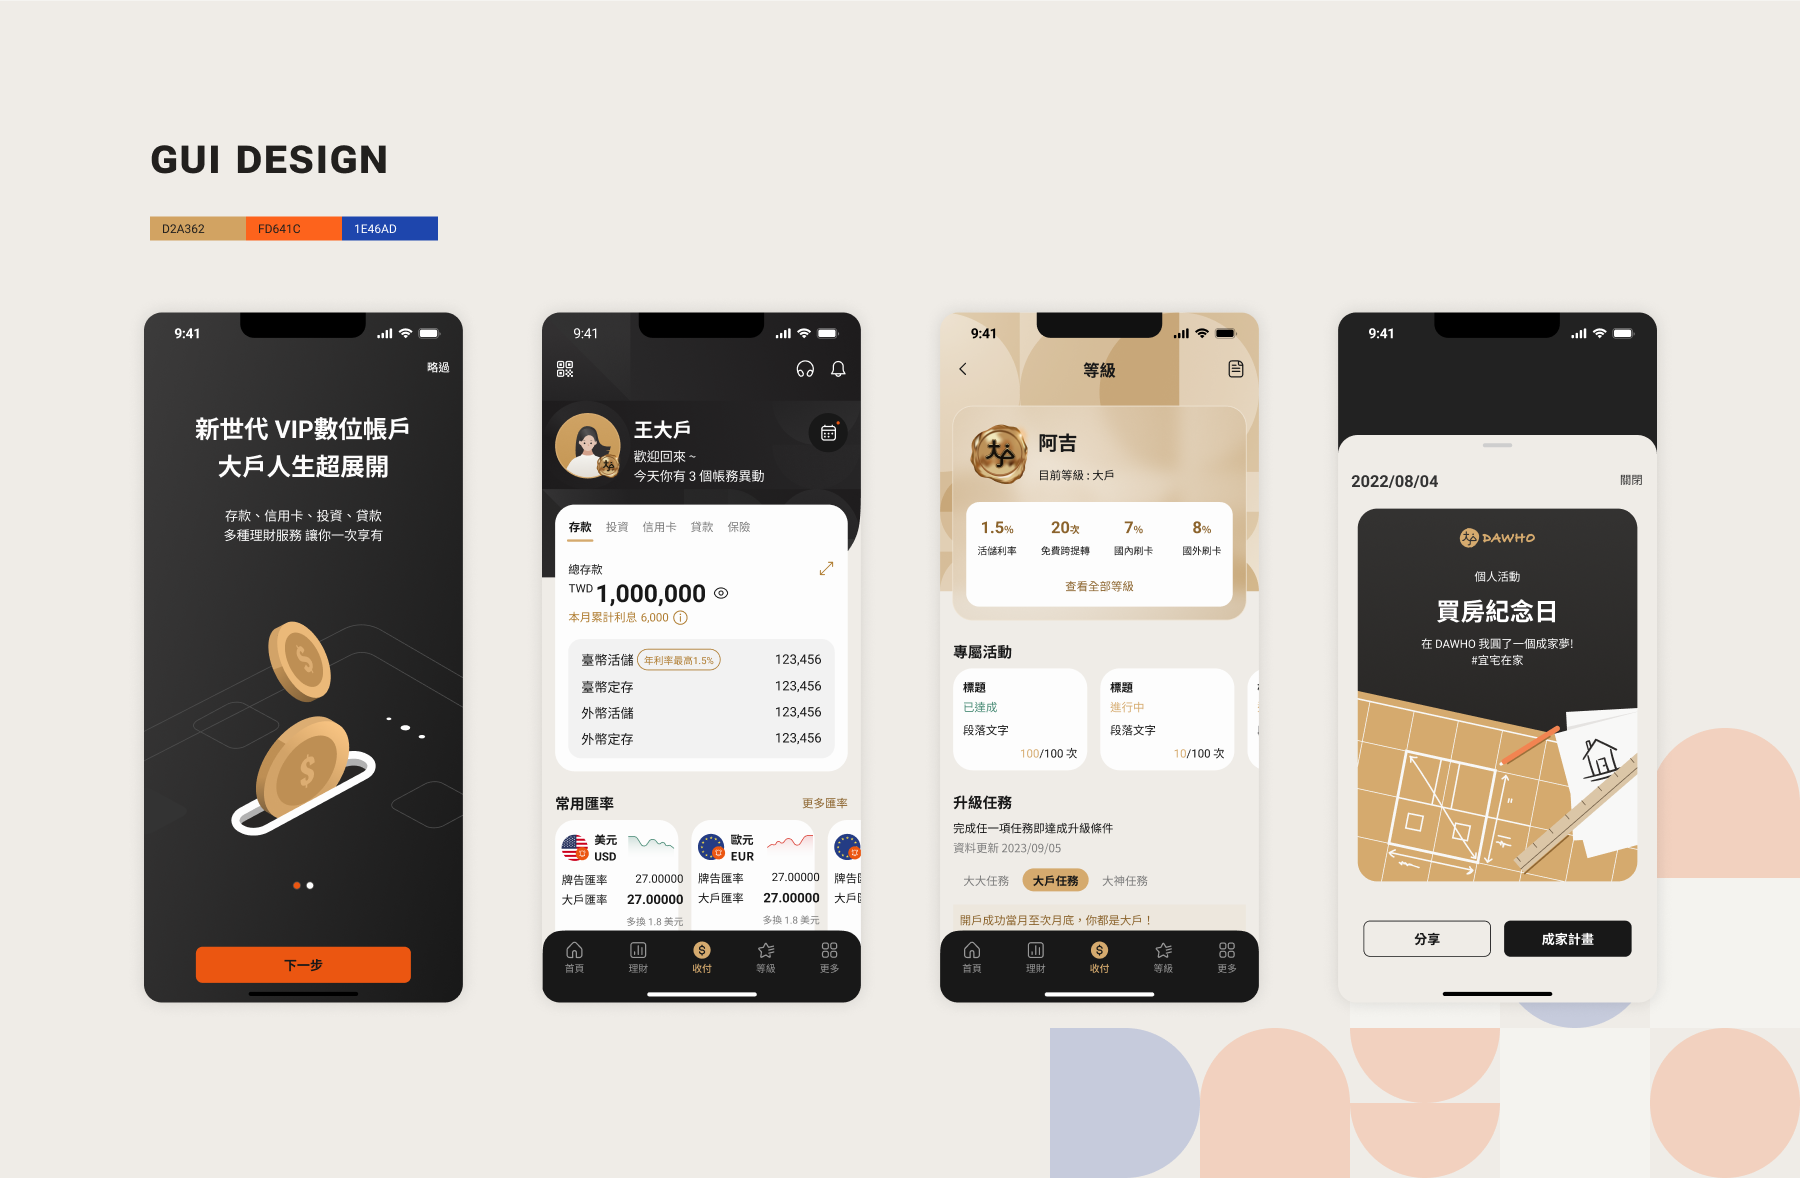 GUI DESIGN
D2A362 FD641C 1E46AD
9:41
略過
新世代 VIP數位帳戶
大戶人生超展開
存款、信用卡、投資、貸款
多種理財服務 讓你一次享有
下一步
9:41
王大戶
歡迎回來 ~
今天你有 3 個帳務異動
存款 投資 信用卡 貸款 保險
總存款
TWD 1,000,000
本月累計利息 6,000
臺幣活儲 年利率最高1.5% 123,456
臺幣定存 123,456
外幣活儲 123,456
外幣定存 123,456
常用匯率 更多匯率
美元
USD
牌告匯率 27.00000
大戶匯率 27.00000
多換 1.8 美元
歐元
EUR
牌告匯率 27.00000
大戶匯率 27.00000
多換 1.8 美元
牌告
大戶
首頁 理財 收付 等級 更多
9:41
等級
阿吉
目前等級 : 大戶
1.5% 20次 7% 8%
活儲利率 免費跨提轉 國內刷卡 國外刷卡
查看全部等級
專屬活動
標題
已達成
段落文字
100/100 次
標題
進行中
段落文字
10/100 次
升級任務
完成任一項任務即達成升級條件
資料更新 2023/09/05
大大任務 大戶任務 大神任務
開戶成功當月至次月底，你都是大戶！
首頁 理財 收付 等級 更多
9:41
2022/08/04 關閉
DAWHO
個人活動
買房紀念日
在 DAWHO 我圓了一個成家夢!
#宜宅在家
分享 成家計畫